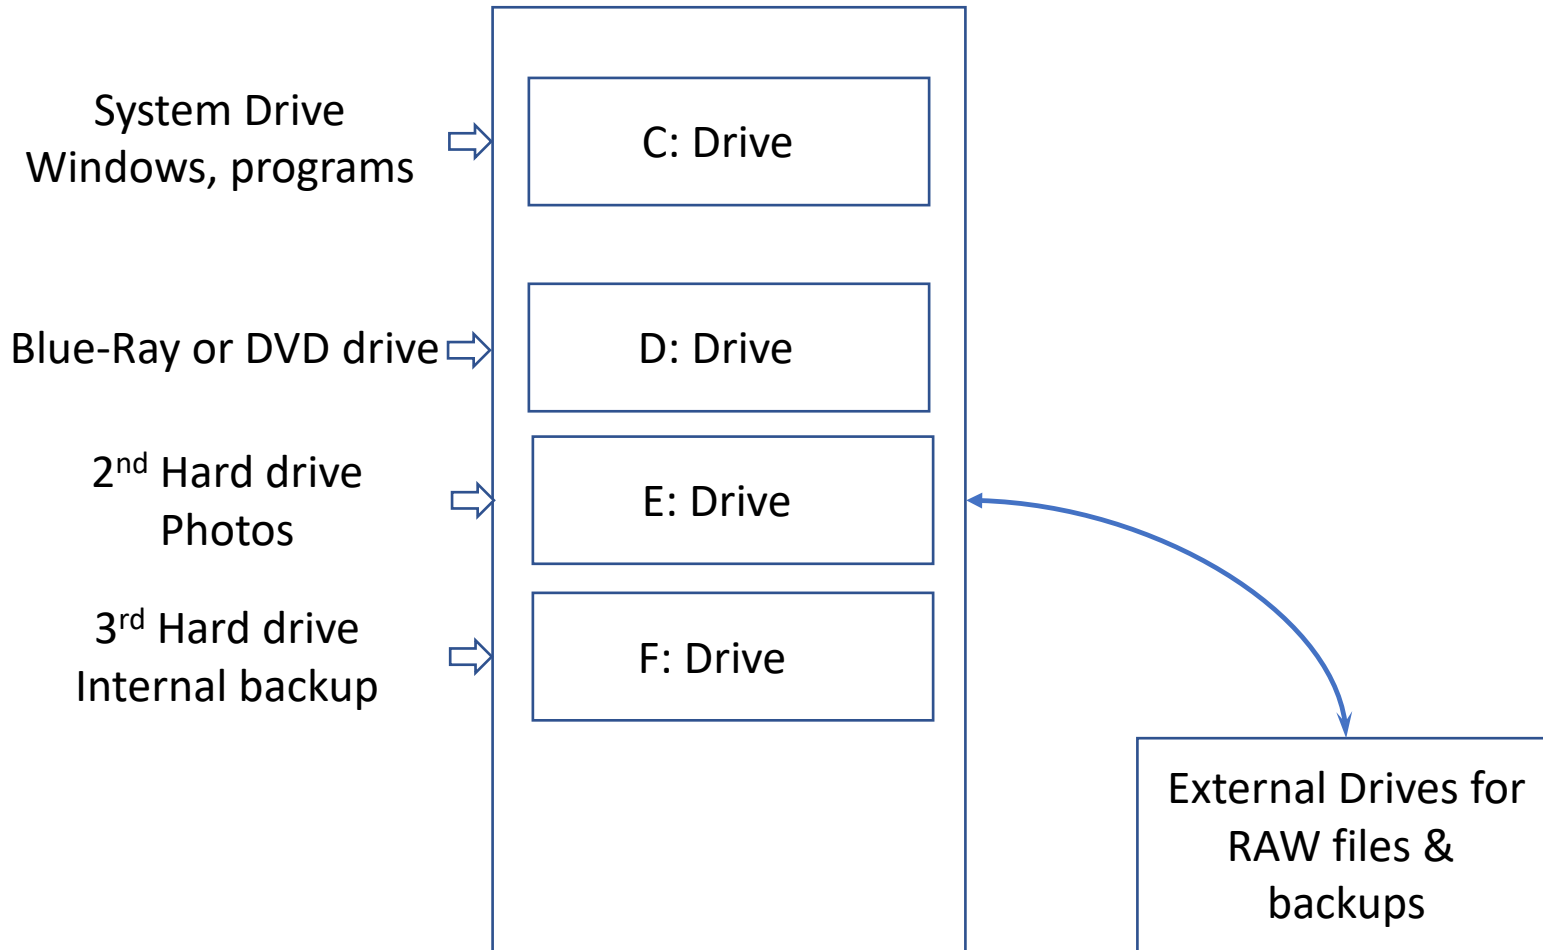 System Drive
Windows, programs
C: Drive
Blue-Ray or DVD drive
D: Drive
2nd Hard drive
Photos
E: Drive
3rd Hard drive
Internal backup
F: Drive
External Drives for
RAW files &
backups